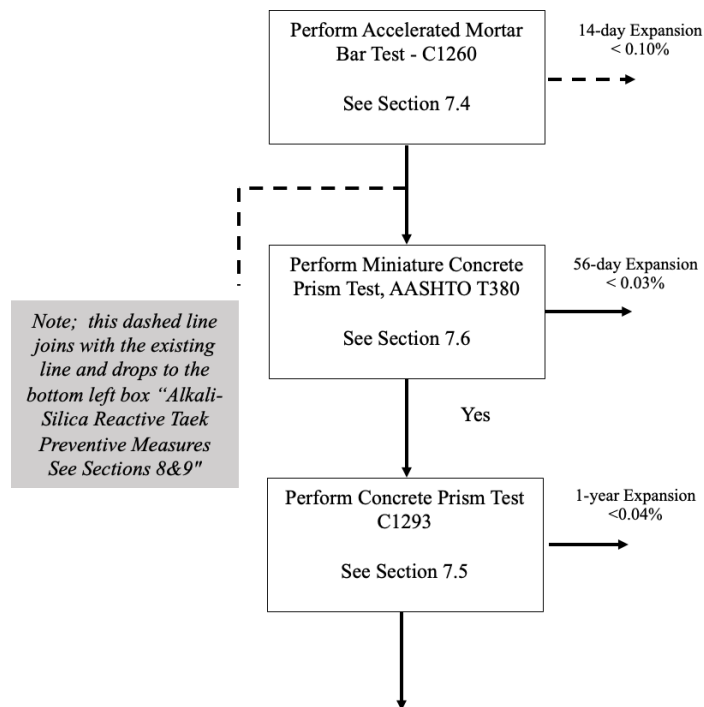 Perform Accelerated Mortar
Bar Test - C1260
See Section 7.4
14-day Expansion
< 0.10%
Perform Miniature Concrete
Prism Test, AASHTO T380
See Section 7.6
56-day Expansion
< 0.03%
Note; this dashed line
joins with the existing
line and drops to the
bottom left box “Alkali-
Silica Reactive Taek
Preventive Measures
See Sections 8&9"
Yes
Perform Concrete Prism Test
C1293
See Section 7.5
1-year Expansion
<0.04%